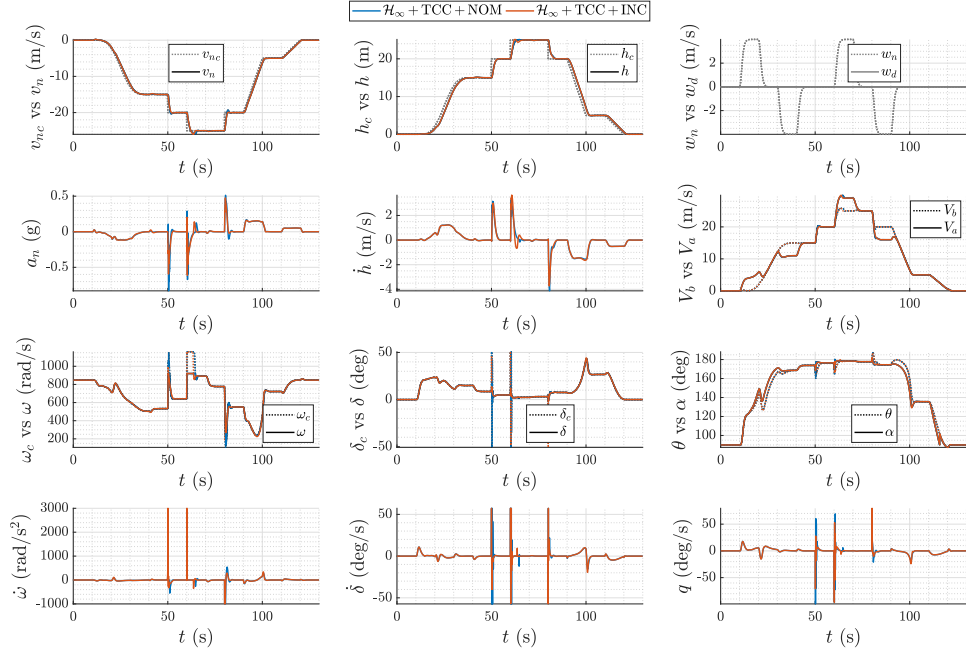 H∞ + TCC + NOM H∞ + TCC + INC
v_nc vs v_n (m/s)
0
-10
-20
v_nc
v_n
0 50 100
t (s)
h_c vs h (m/s)
20
10
0
h_c
h
0 50 100
t (s)
w_n vs w_d (m/s)
2
0
-2
w_n
w_d
0 50 100
t (s)
a_n (g)
0.5
0
-0.5
0 50 100
t (s)
ḣ (m/s)
2
0
-2
-4
0 50 100
t (s)
V_b vs V_a (m/s)
20
10
0
V_b
V_a
0 50 100
t (s)
ω_c vs ω (rad/s)
1000
800
600
400
200
ω_c
ω
0 50 100
t (s)
δ_c vs δ (deg)
50
0
-50
δ_c
δ
0 50 100
t (s)
θ vs α (deg)
180
160
140
120
100
θ
α
0 50 100
t (s)
ω̇ (rad/s²)
3000
2000
1000
0
-1000
0 50 100
t (s)
δ̇ (deg/s)
50
0
-50
0 50 100
t (s)
q (deg/s)
50
0
-50
0 50 100
t (s)